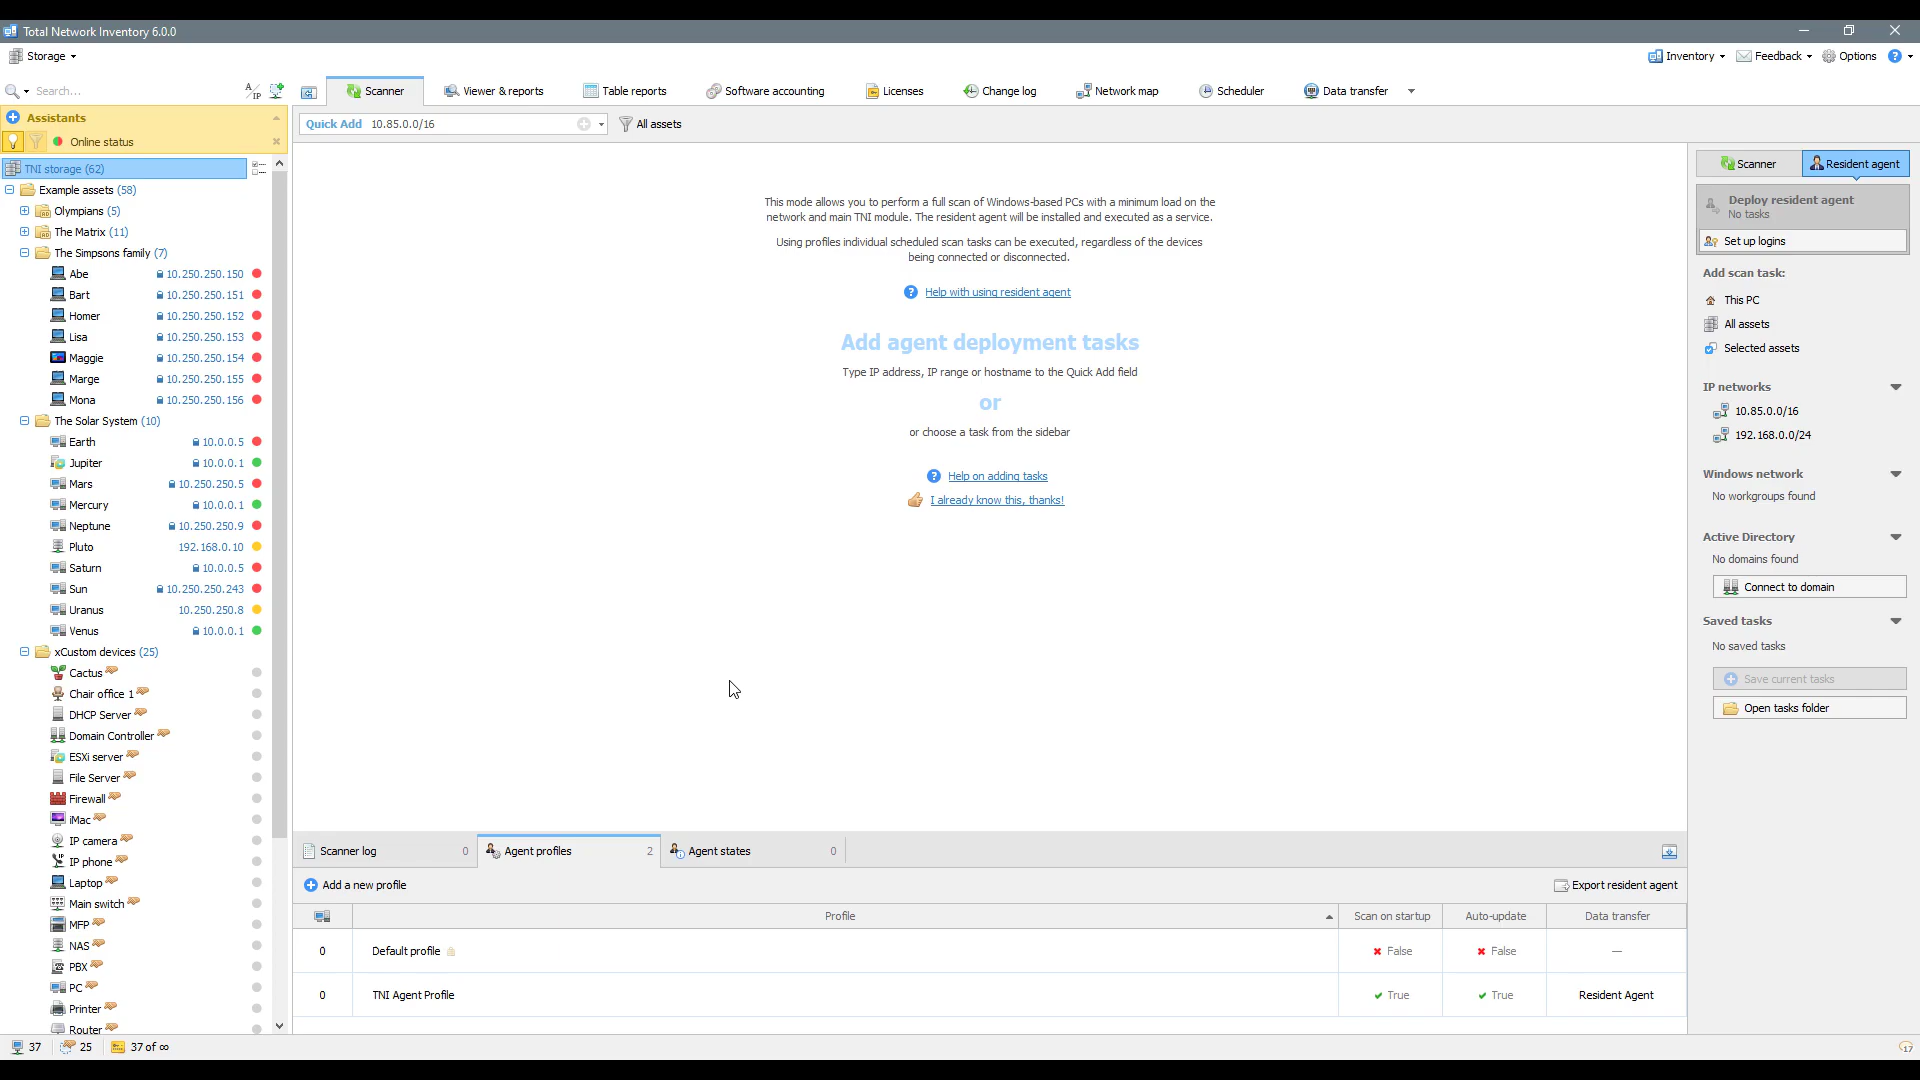 Total Network Inventory 6.0.0
Storage
Inventory
Feedback
Options
Search...
A/IP
Scanner
Viewer & reports
Table reports
Software accounting
Licenses
Change log
Network map
Scheduler
Data transfer
Assistants
Online status
Quick Add 10.85.0.0/16
All assets
TNI storage (62)
Example assets (58)
Olympians (5)
The Matrix (11)
The Simpsons family (7)
Abe 10.250.250.150
Bart 10.250.250.151
Homer 10.250.250.152
Lisa 10.250.250.153
Maggie 10.250.250.154
Marge 10.250.250.155
Mona 10.250.250.156
The Solar System (10)
Earth 10.0.0.5
Jupiter 10.0.0.1
Mars 10.250.250.5
Mercury 10.0.0.1
Neptune 10.250.250.9
Pluto 192.168.0.10
Saturn 10.0.0.5
Sun 10.250.250.243
Uranus 10.250.250.8
Venus 10.0.0.1
xCustom devices (25)
Cactus
Chair office 1
DHCP Server
Domain Controller
ESXi server
File Server
Firewall
iMac
IP camera
IP phone
Laptop
Main switch
MFP
NAS
PBX
PC
Printer
Router
This mode allows you to perform a full scan of Windows-based PCs with a minimum load on the
network and main TNI module. The resident agent will be installed and executed as a service.
Using profiles individual scheduled scan tasks can be executed, regardless of the devices
being connected or disconnected.
Help with using resident agent
Add agent deployment tasks
Type IP address, IP range or hostname to the Quick Add field
or
or choose a task from the sidebar
Help on adding tasks
I already know this, thanks!
Scanner
Resident agent
Deploy resident agent
No tasks
Set up logins
Add scan task:
This PC
All assets
Selected assets
IP networks
10.85.0.0/16
192.168.0.0/24
Windows network
No workgroups found
Active Directory
No domains found
Connect to domain
Saved tasks
No saved tasks
Save current tasks
Open tasks folder
Scanner log 0
Agent profiles 2
Agent states 0
Add a new profile
Export resident agent
Profile Scan on startup Auto-update Data transfer
0 Default profile False False —
0 TNI Agent Profile True True Resident Agent
37 25 37 of ∞
17